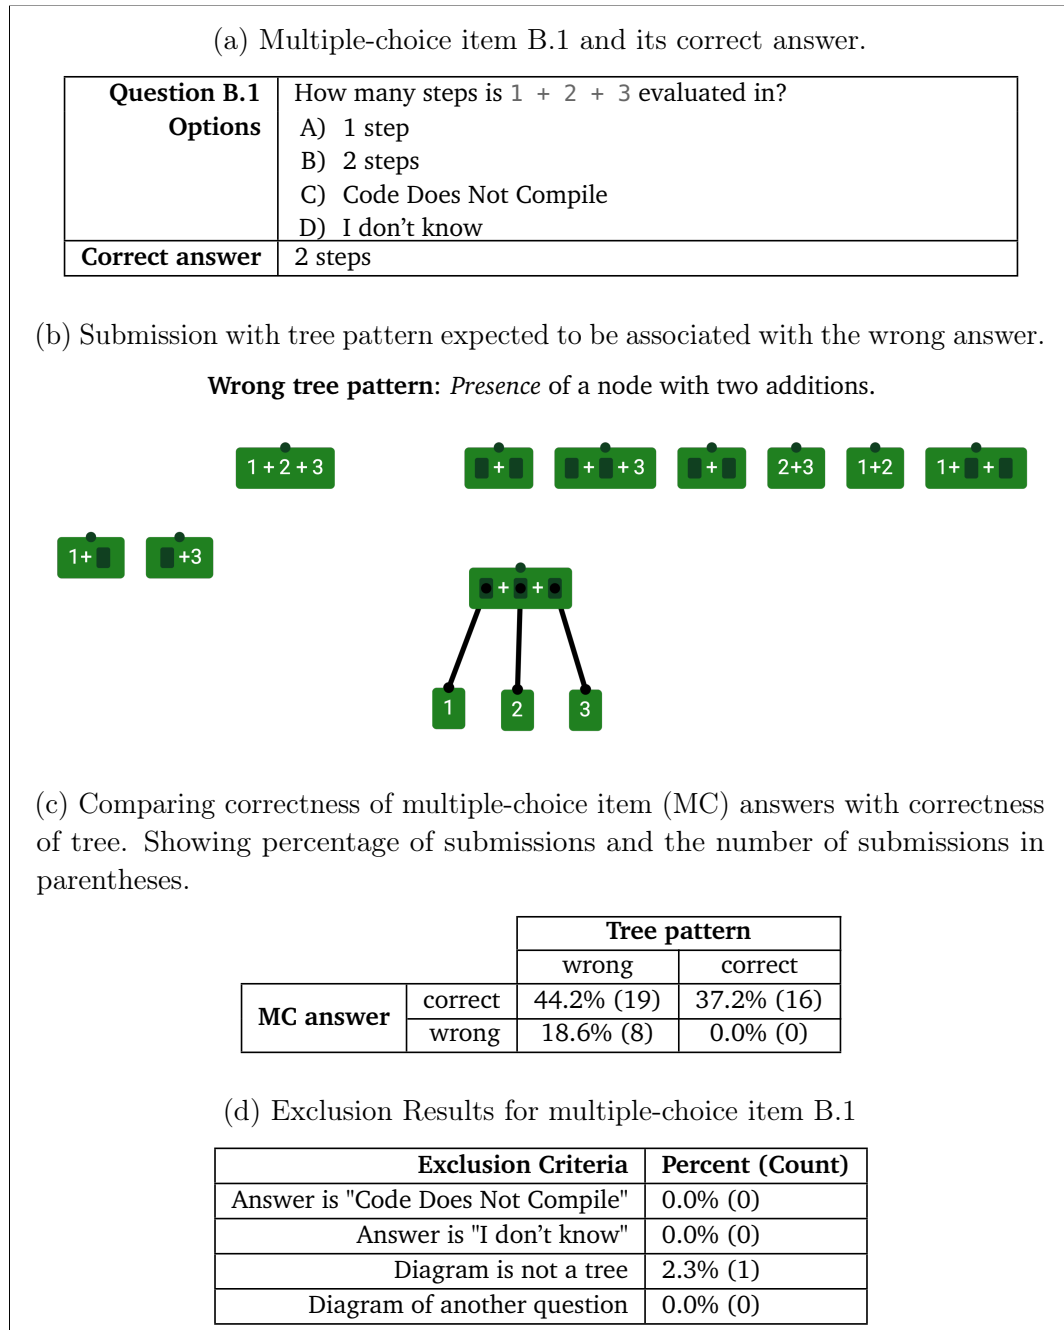 (a) Multiple-choice item B.1 and its correct answer.
Question B.1 How many steps is 1 + 2 + 3 evaluated in?
Options A) 1 step
B) 2 steps
C) Code Does Not Compile
D) I don't know
Correct answer 2 steps
(b) Submission with tree pattern expected to be associated with the wrong answer.
Wrong tree pattern: Presence of a node with two additions.
1 + 2 + 3 + + + 3 + 2+3 1+2 1+ +
1+ +3
+ +
1 2 3
(c) Comparing correctness of multiple-choice item (MC) answers with correctness
of tree. Showing percentage of submissions and the number of submissions in
parentheses.
Tree pattern
wrong correct
MC answer correct 44.2% (19) 37.2% (16)
wrong 18.6% (8) 0.0% (0)
(d) Exclusion Results for multiple-choice item B.1
Exclusion Criteria Percent (Count)
Answer is "Code Does Not Compile" 0.0% (0)
Answer is "I don't know" 0.0% (0)
Diagram is not a tree 2.3% (1)
Diagram of another question 0.0% (0)